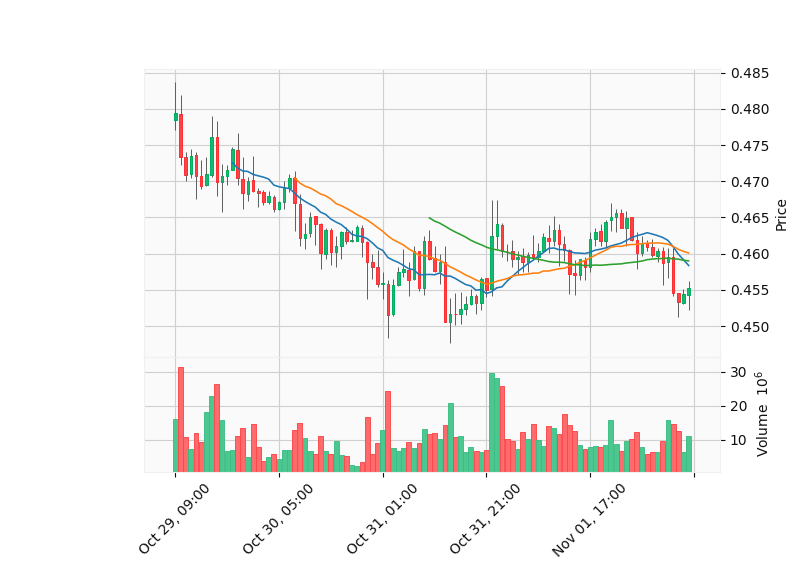 0.485
0.480
0.475
0.470
0.465
0.460
0.455
0.450
Price
30
20
10
Volume 10⁶
Oct 29, 09:00
Oct 30, 05:00
Oct 31, 01:00
Oct 31, 21:00
Nov 01, 17:00